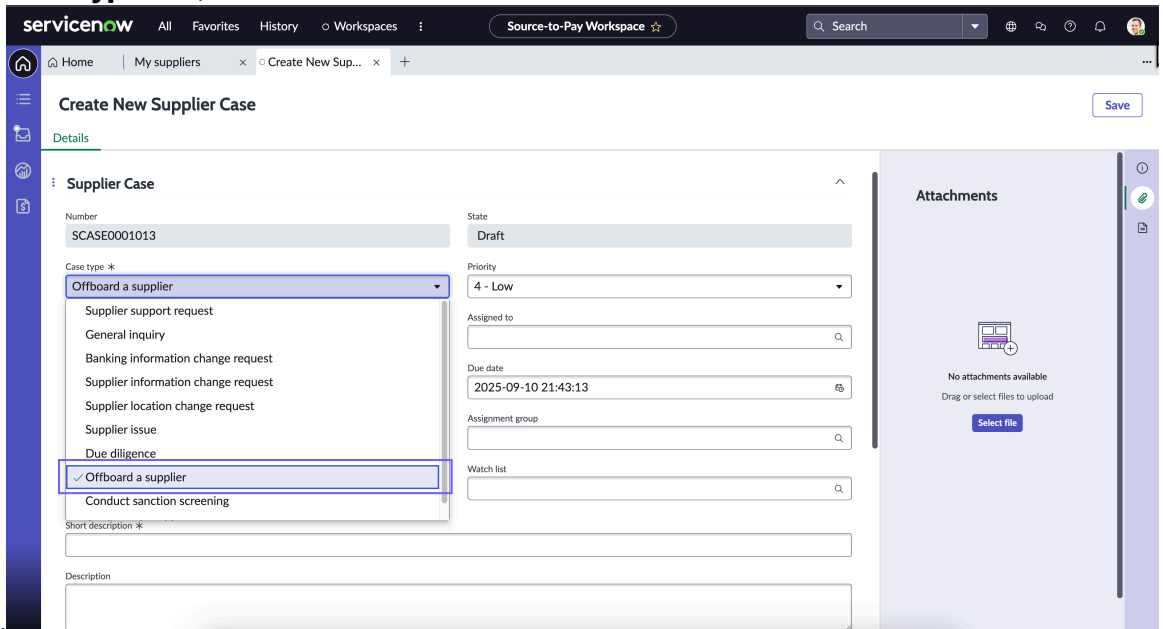 servicenow All Favorites History Workspaces Source-to-Pay Workspace Search
Home My suppliers × Create New Sup... × +
Create New Supplier Case Save
Details
Supplier Case
Number
SCASE0001013
State
Draft
Case type *
Offboard a supplier
Priority
4 - Low
Supplier support request
General inquiry
Banking information change request
Supplier information change request
Supplier location change request
Supplier issue
Due diligence
Offboard a supplier
Conduct sanction screening
Assigned to
Due date
2025-09-10 21:43:13
Assignment group
Watch list
Short description *
Description
Attachments
No attachments available
Drag or select files to upload
Select file